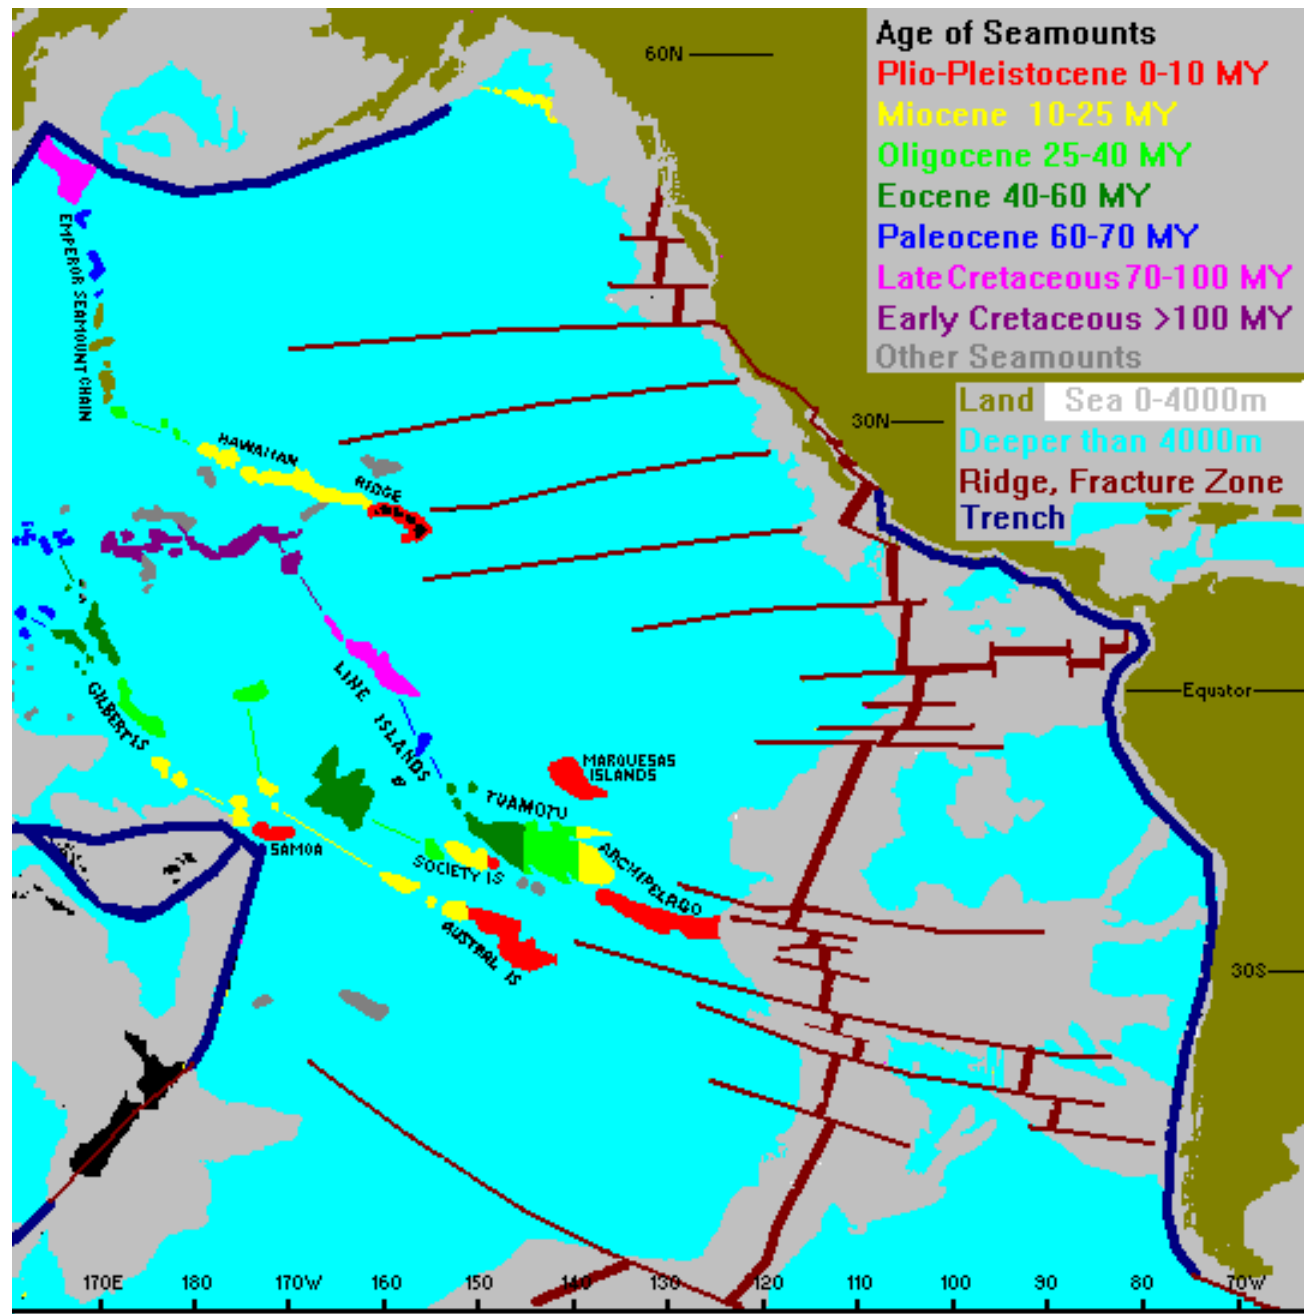 Age of Seamounts
Plio-Pleistocene 0-10 MY
Miocene 10-25 MY
Oligocene 25-40 MY
Eocene 40-60 MY
Paleocene 60-70 MY
Late Cretaceous 70-100 MY
Early Cretaceous >100 MY
Other Seamounts
Land Sea 0-4000m
Deeper than 4000m
Ridge, Fracture Zone
Trench
60N
EMPEROR SEAMOUNT CHAIN
30N
HAWAIIAN
RIDGE
LINE ISLANDS
GILBERT IS
Equator
MARQUESAS
ISLANDS
TUAMOTU
ARCHIPELAGO
SAMOA
SOCIETY IS
AUSTRAL IS
30S
170E 180 170W 160 150 140 130 120 110 100 90 80 70W